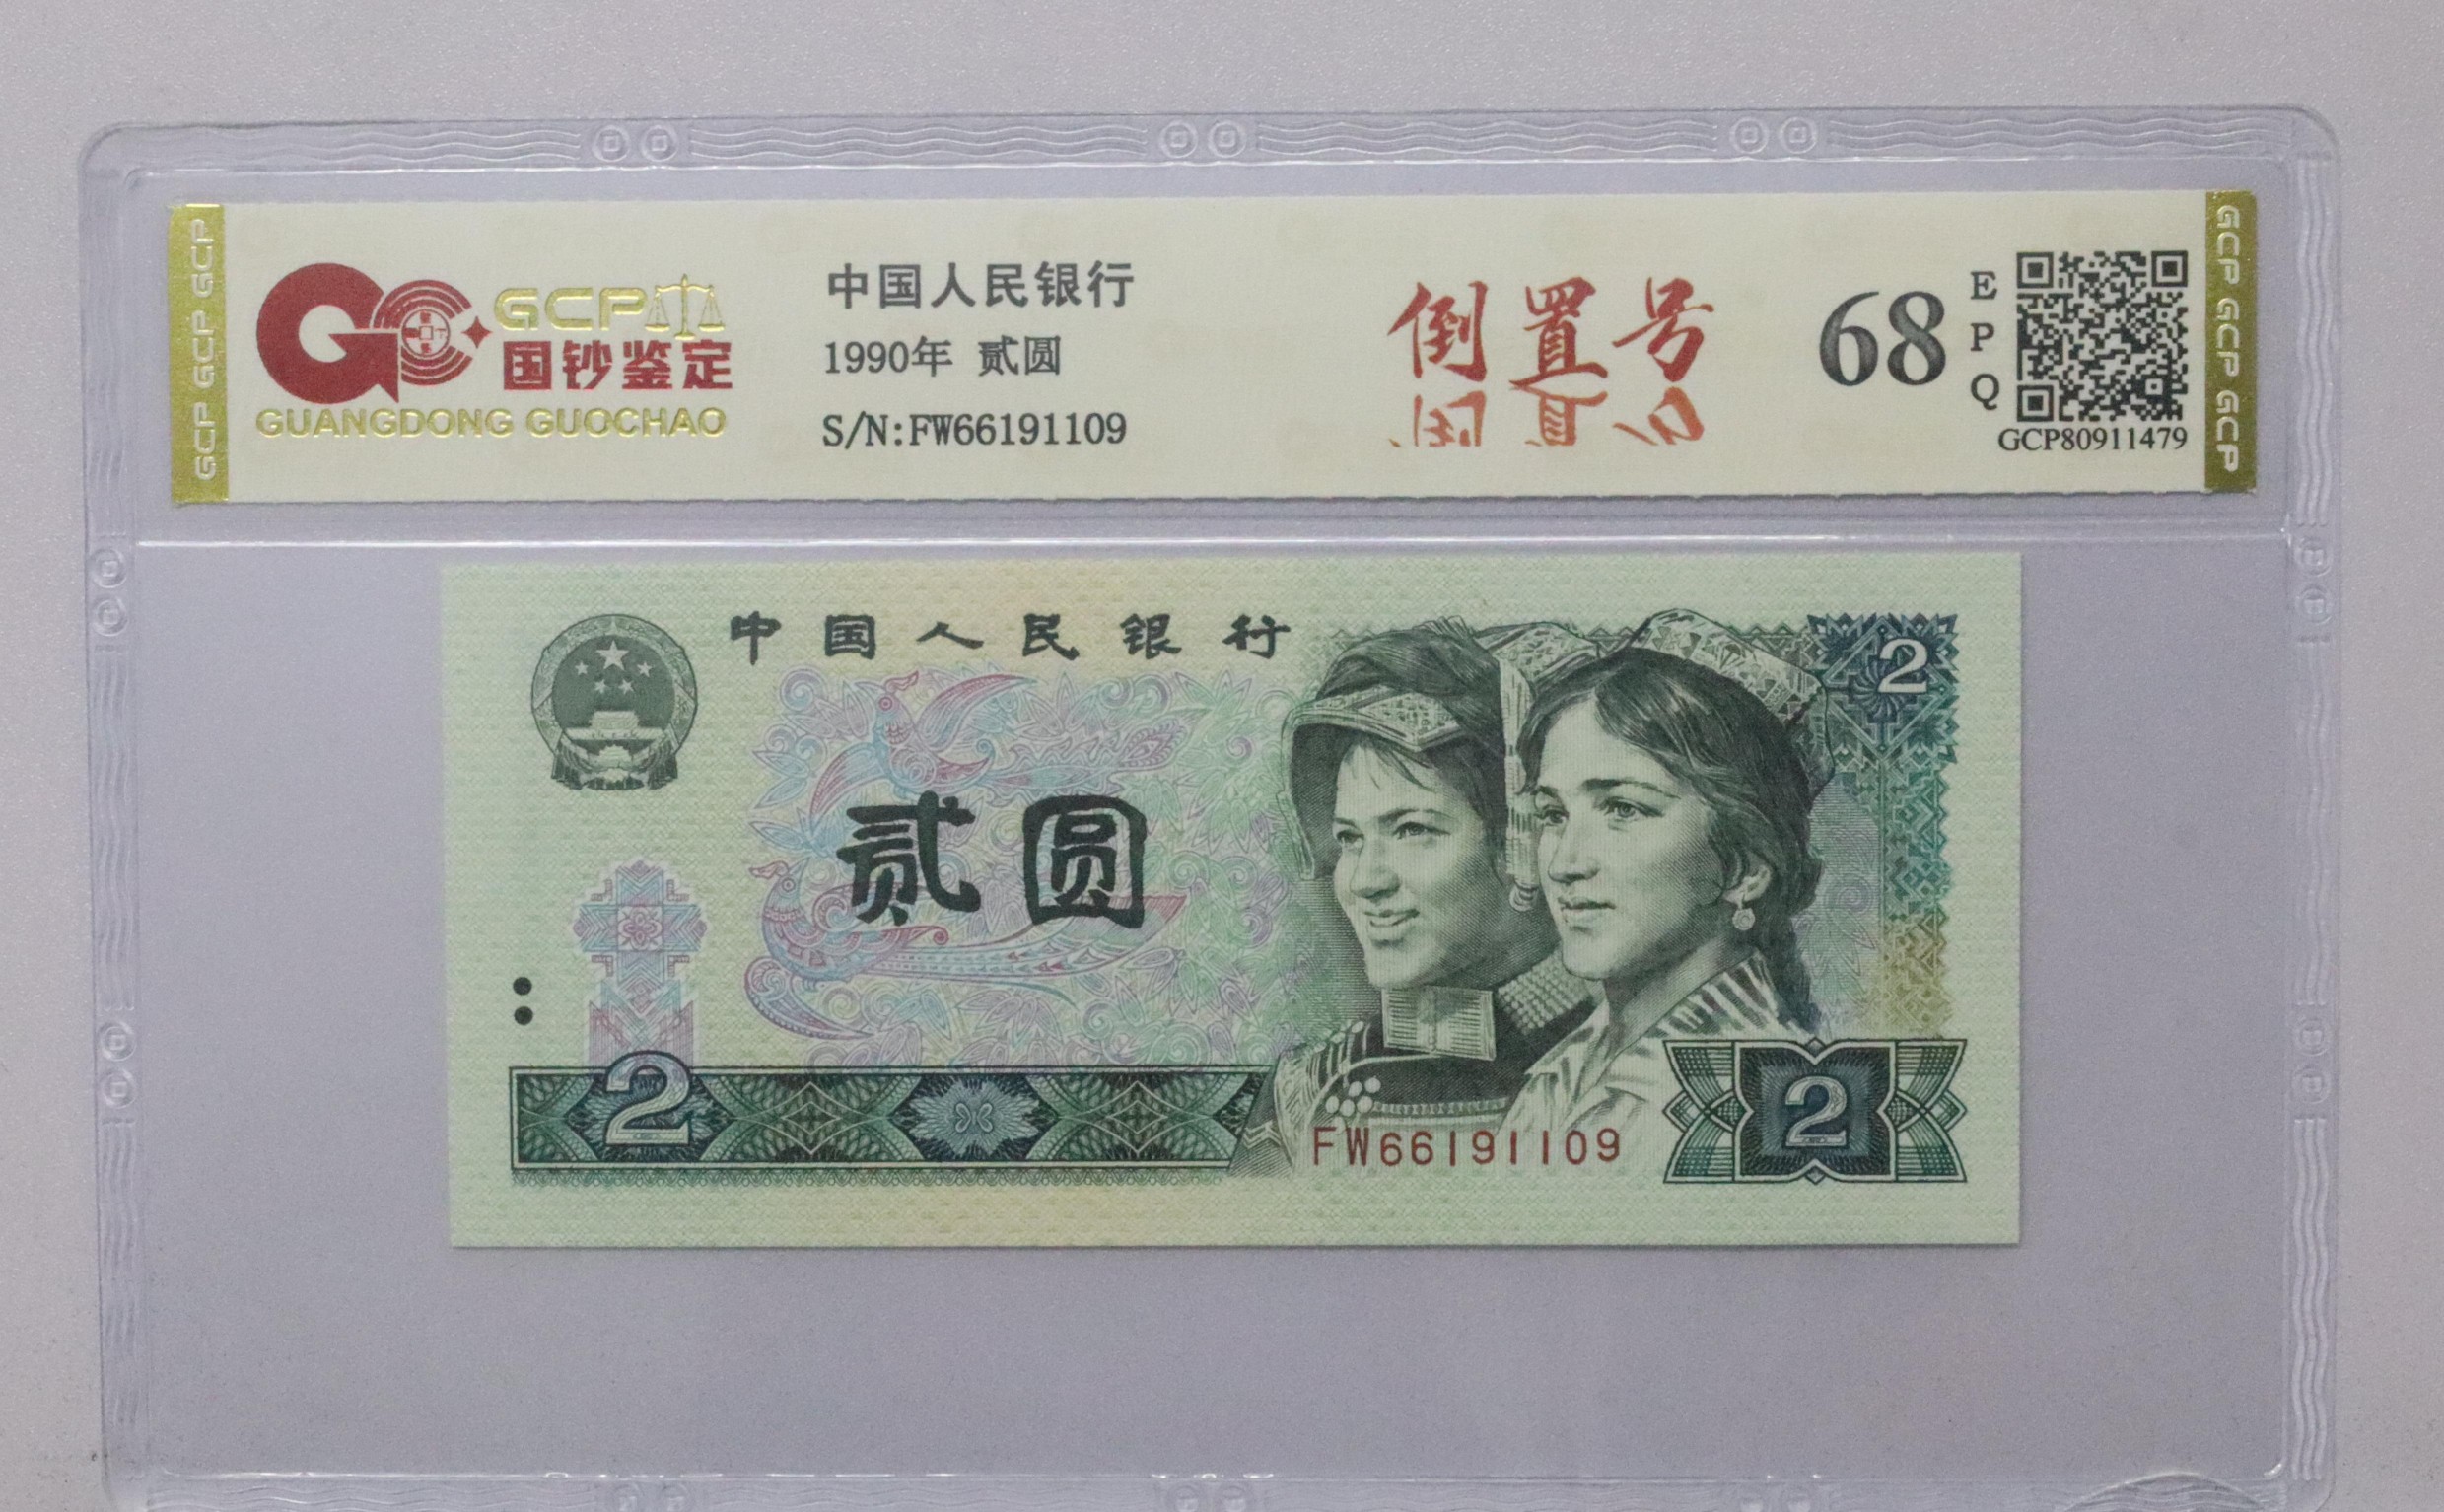 GCP GCP GCP
GCP
国钞鉴定
GUANGDONG GUOCHAO
中国人民银行
1990年 贰圆
S/N:FW66191109
倒置号
68
EPQ
GCP80911479
GCP GCP GCP
中国人民银行
2
贰圆
2
FW66191109
2